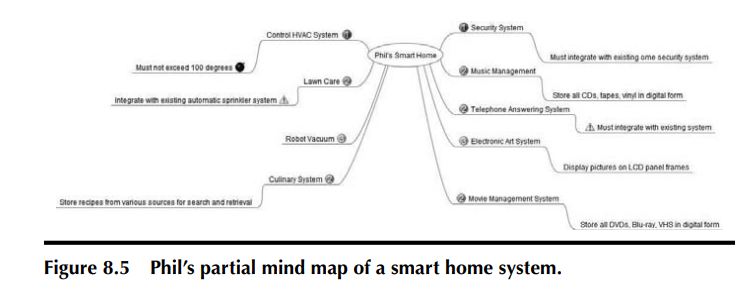 Control HVAC System
Must not exceed 100 degrees
Lawn Care
Integrate with existing automatic sprinkler system
Robot Vacuum
Culinary System
Store recipes from various sources for search and retrieval
Phil's Smart Home
Security System
Must integrate with existing ome security system
Music Management
Store all CDs, tapes, vinyl in digital form
Telephone Answering System
Must integrate with existing system
Electronic Art System
Display pictures on LCD panel frames
Movie Management System
Store all DVDs, Blu-ray, VHS in digital form
Figure 8.5 Phil's partial mind map of a smart home system.